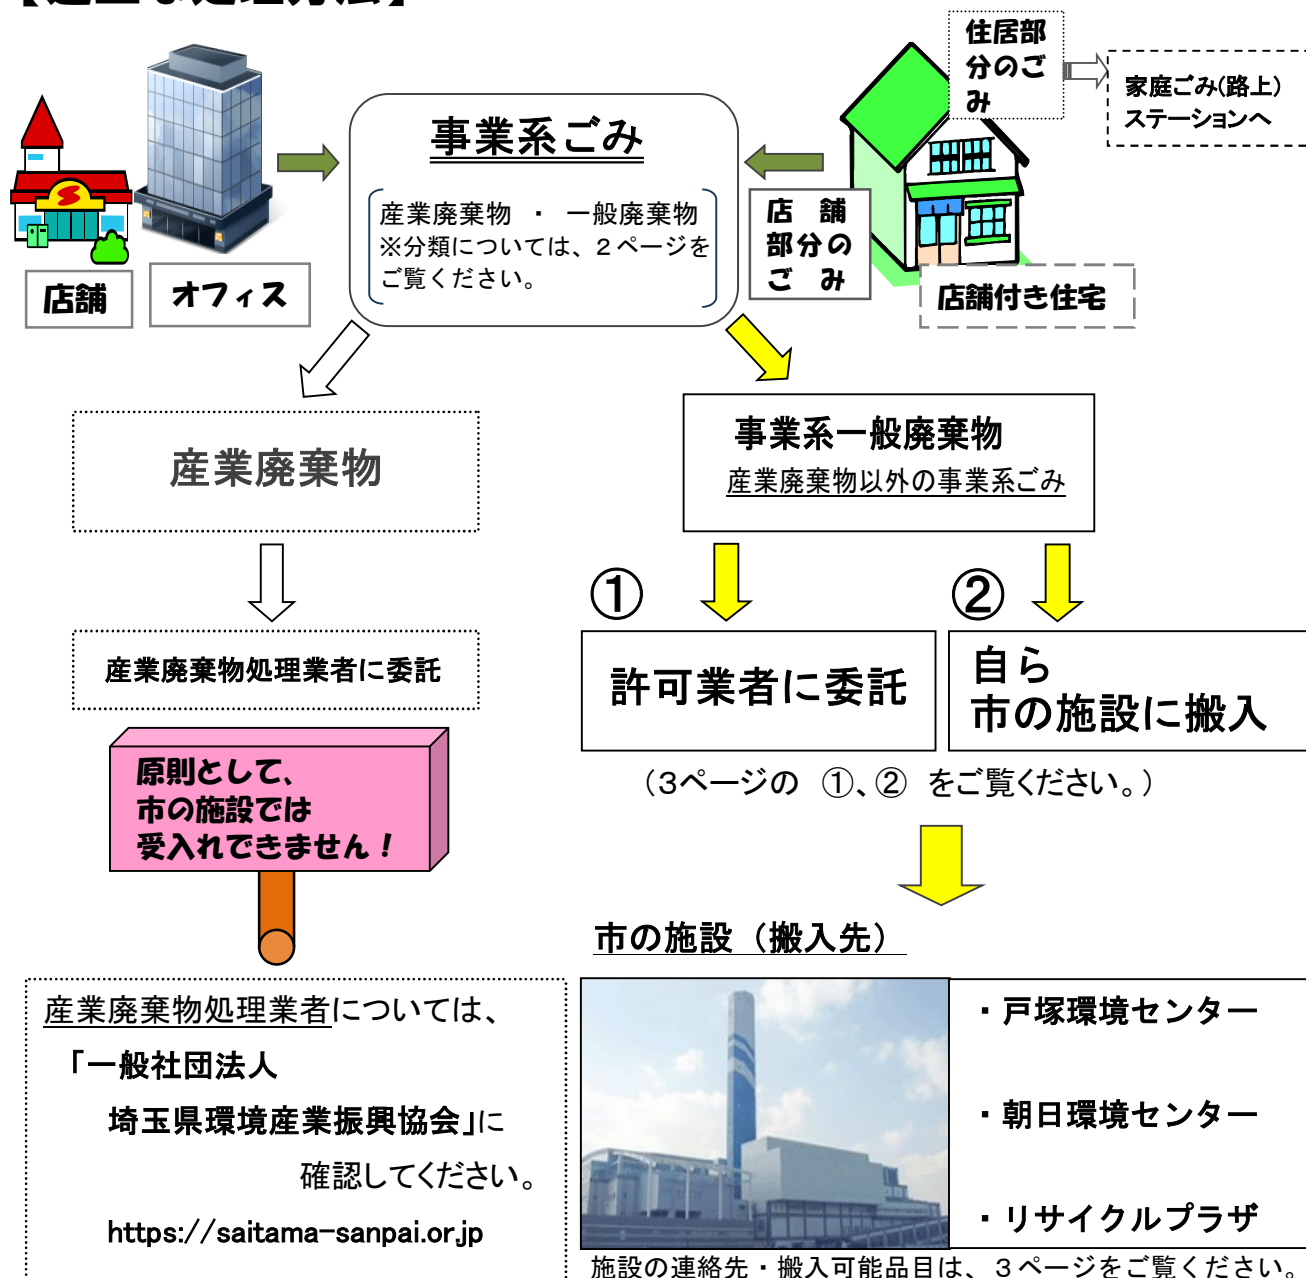 住居部
分のご
み
家庭ごみ(路上)
ステーションへ
事業系ごみ
産業廃棄物 ・ 一般廃棄物
※分類については、２ページを
ご覧ください。
店 舗
部分の
ご み
店舗
オフィス
店舗付き住宅
産業廃棄物
事業系一般廃棄物
産業廃棄物以外の事業系ごみ
①
②
産業廃棄物処理業者に委託
許可業者に委託
自ら
市の施設に搬入
（3ページの ①、② をご覧ください。）
原則として、
市の施設では
受入れできません！
市の施設（搬入先）
産業廃棄物処理業者については、
「一般社団法人
埼玉県環境産業振興協会」に
確認してください。
https://saitama-sanpai.or.jp
・戸塚環境センター
・朝日環境センター
・リサイクルプラザ
施設の連絡先・搬入可能品目は、３ページをご覧ください。